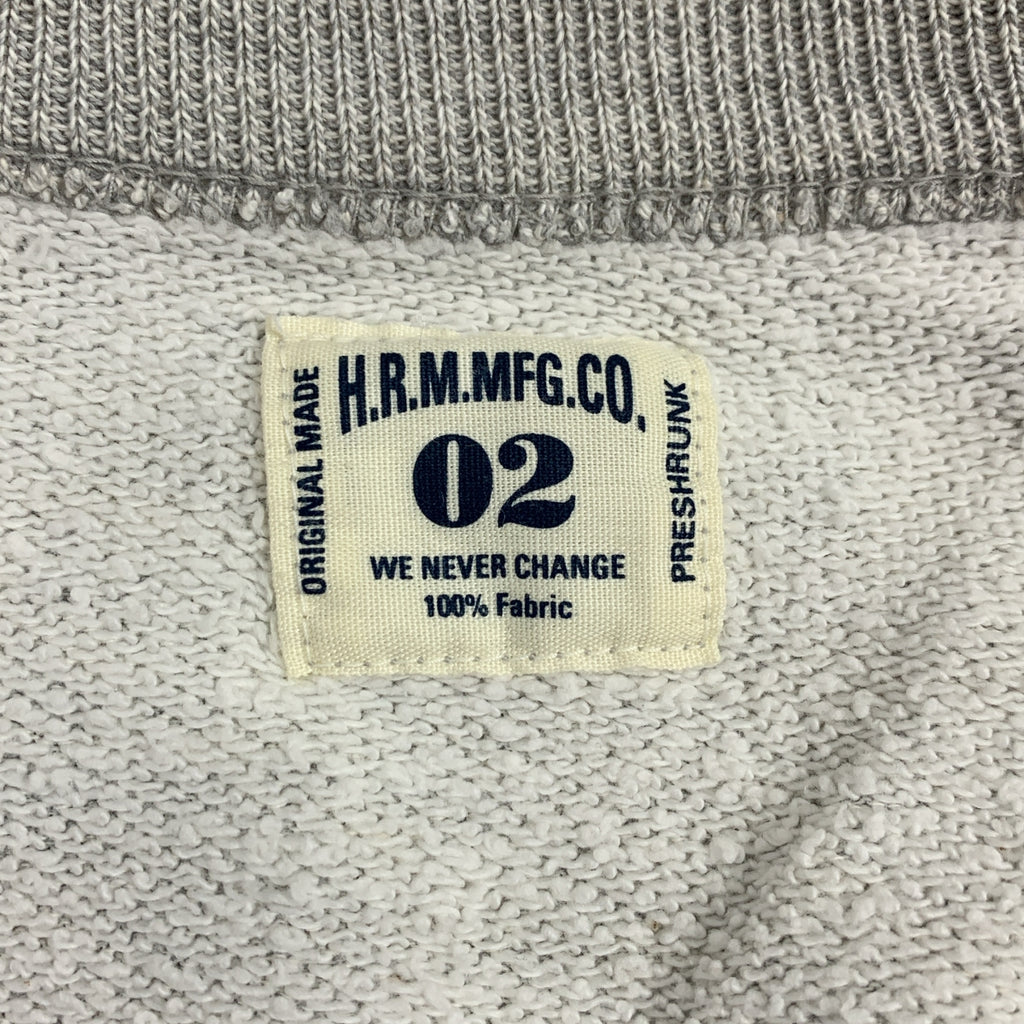 H.R.M.MFG.CO.
ORIGINAL MADE
02
PRESHRUNK
WE NEVER CHANGE
100% Fabric